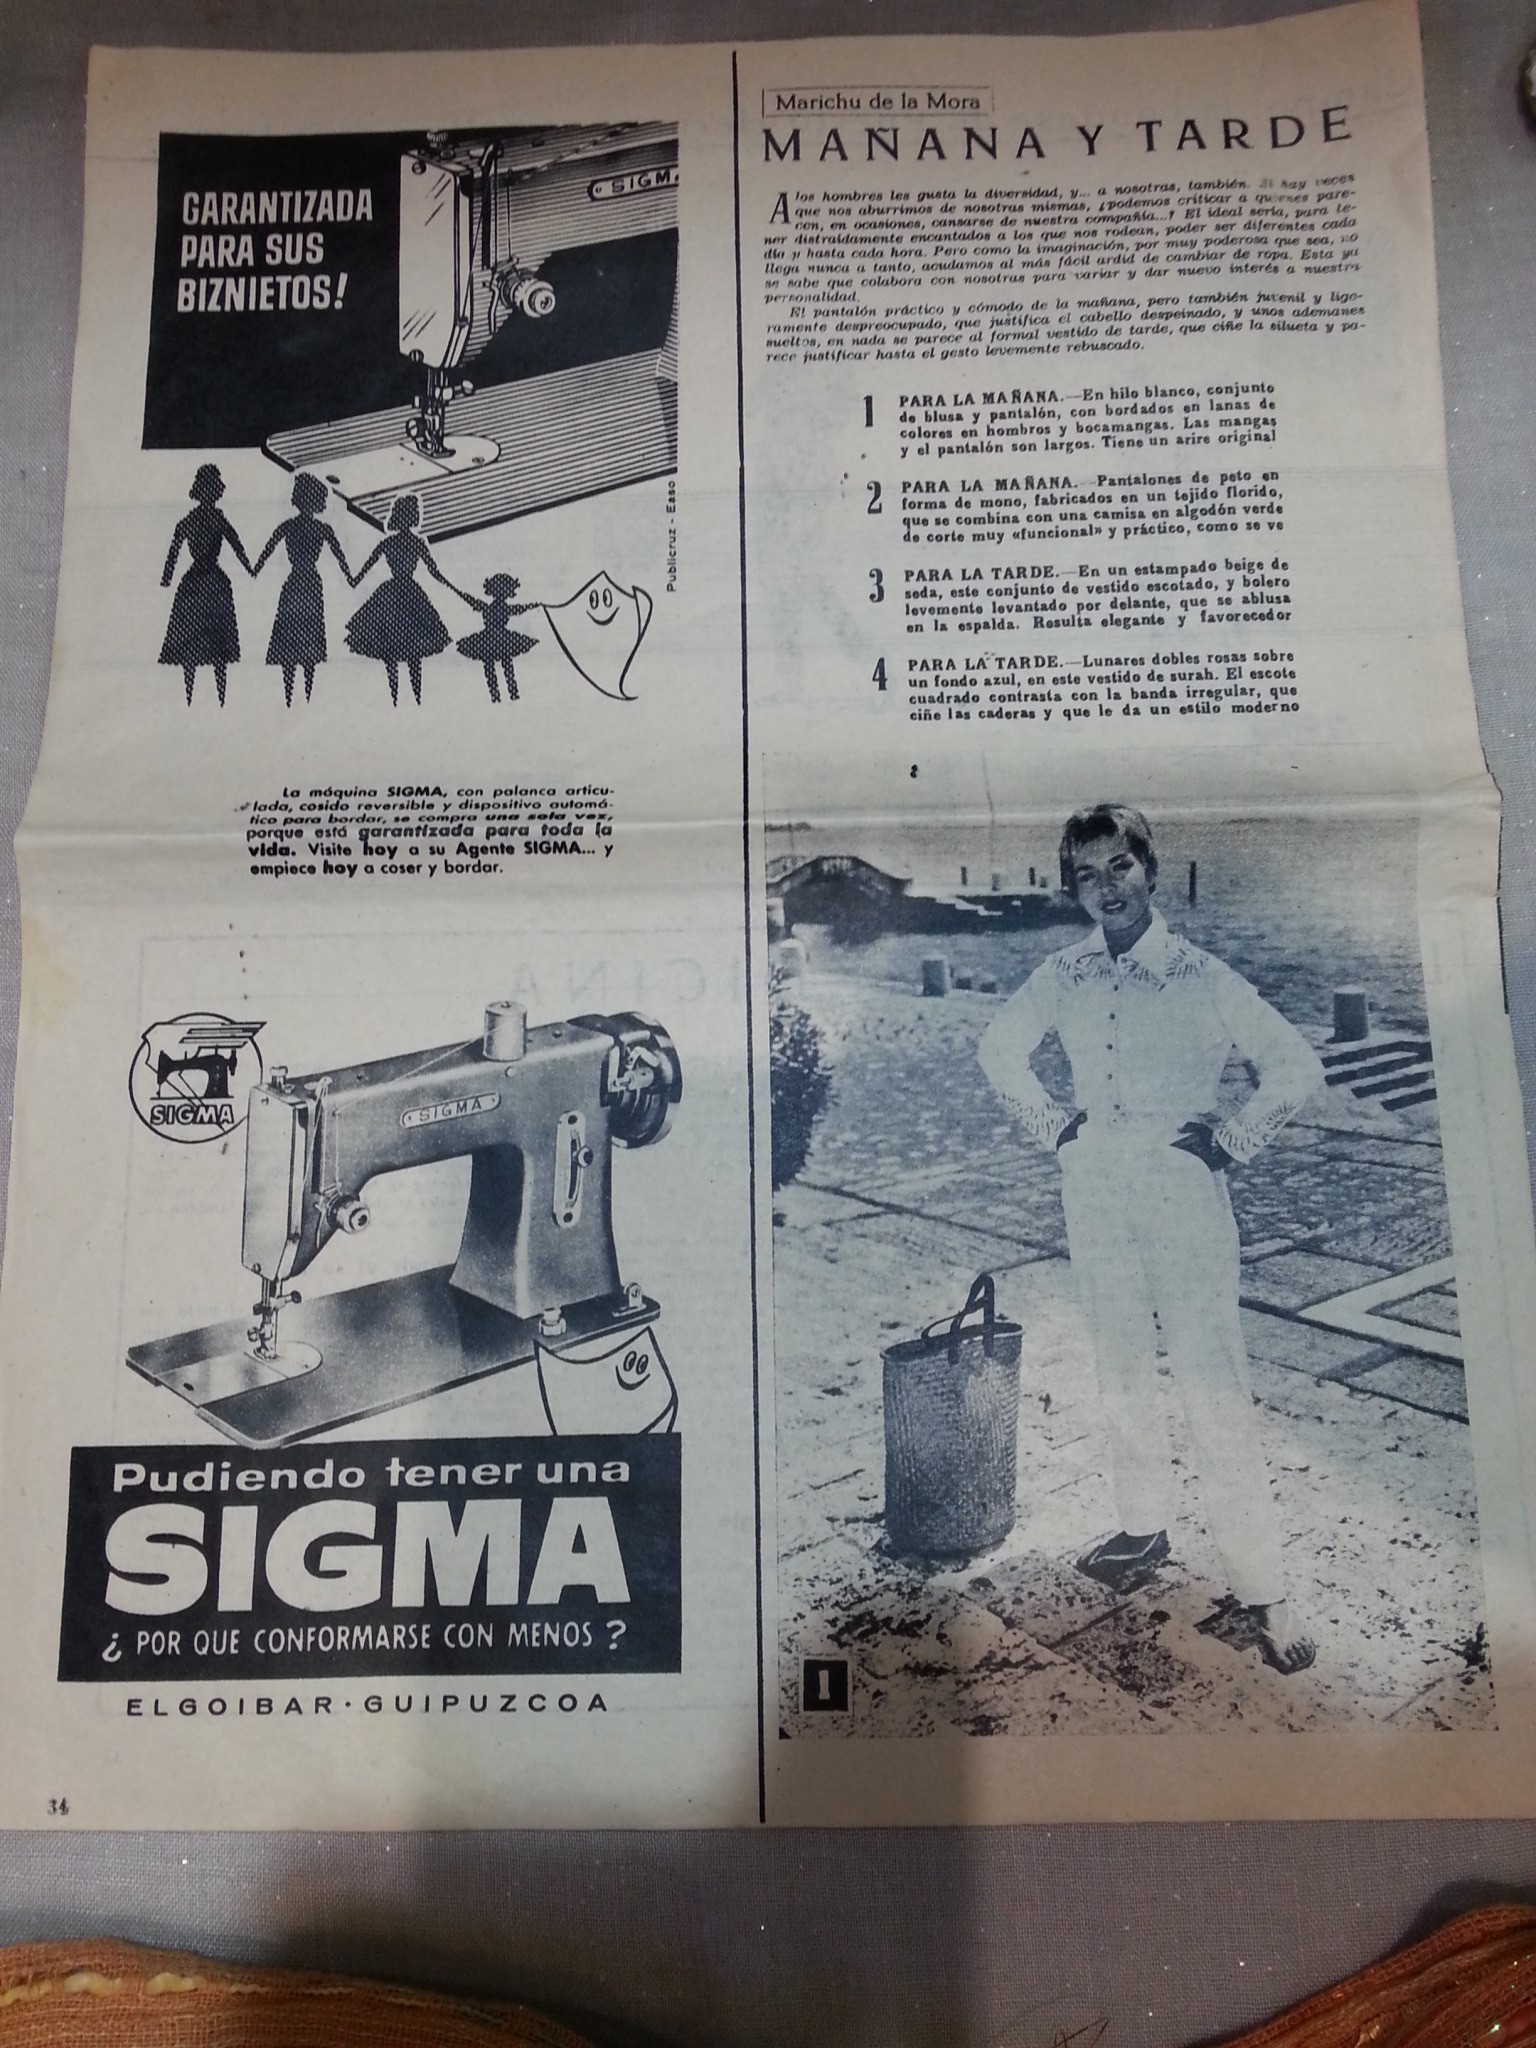 GARANTIZADA
PARA SUS
BIZNIETOS!
SIGM
Publicruz - Easo
La máquina SIGMA, con palanca articu-
lada, cosido reversible y dispositivo automá-
tico para bordar, se compra una sola vez,
porque está garantizada para toda la
vida. Visite hoy a su Agente SIGMA... y
empiece hoy a coser y bordar.
SIGMA
SIGMA
Pudiendo tener una
SIGMA
¿ POR QUE CONFORMARSE CON MENOS ?
ELGOIBAR · GUIPUZCOA
34
Marichu de la Mora
MAÑANA Y TARDE
A los hombres les gusta la diversidad, y... a nosotras, también. Si hay veces
que nos aburrimos de nosotras mismas, ¿podemos criticar a quienes pare-
cen, en ocasiones, cansarse de nuestra compañía...? El ideal sería, para te-
ner distraídamente encantados a los que nos rodean, poder ser diferentes cada
día y hasta cada hora. Pero como la imaginación, por muy poderosa que sea, no
llega nunca a tanto, acudamos al más fácil ardid de cambiar de ropa. Esta ya
se sabe que colabora con nosotras para variar y dar nuevo interés a nuestra
personalidad.
El pantalón práctico y cómodo de la mañana, pero también juvenil y lige-
ramente despreocupado, que justifica el cabello despeinado, y unos ademanes
sueltos, en nada se parece al formal vestido de tarde, que ciñe la silueta y pa-
rece justificar hasta el gesto levemente rebuscado.
1 PARA LA MAÑANA.—En hilo blanco, conjunto
de blusa y pantalón, con bordados en lanas de
colores en hombros y bocamangas. Las mangas
y el pantalón son largos. Tiene un arire original
2 PARA LA MAÑANA.—Pantalones de peto en
forma de mono, fabricados en un tejido florido,
que se combina con una camisa en algodón verde
de corte muy «funcional» y práctico, como se ve
3 PARA LA TARDE.—En un estampado beige de
seda, este conjunto de vestido escotado, y bolero
levemente levantado por delante, que se ablusa
en la espalda. Resulta elegante y favorecedor
4 PARA LA TARDE.—Lunares dobles rosas sobre
un fondo azul, en este vestido de surah. El escote
cuadrado contrasta con la banda irregular, que
ciñe las caderas y que le da un estilo moderno
1